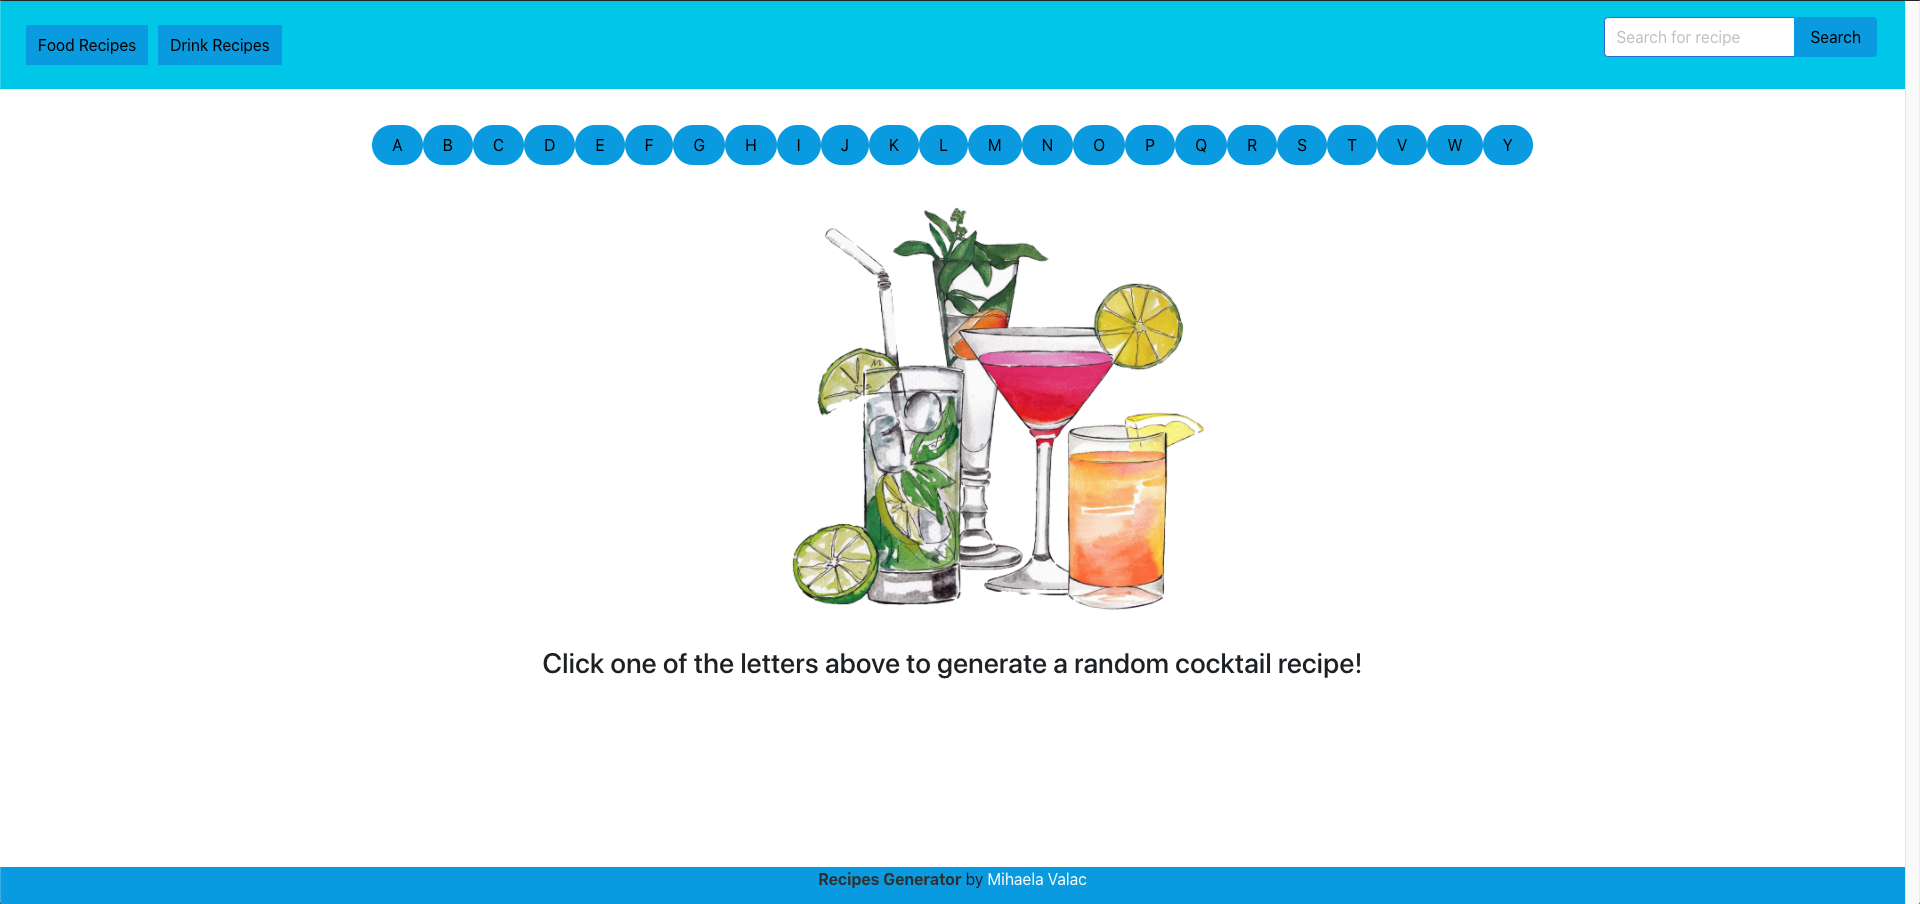 Food Recipes Drink Recipes Search for recipe Search
A B C D E F G H I J K L M N O P Q R S T V W Y
Click one of the letters above to generate a random cocktail recipe!
Recipes Generator by Mihaela Valac